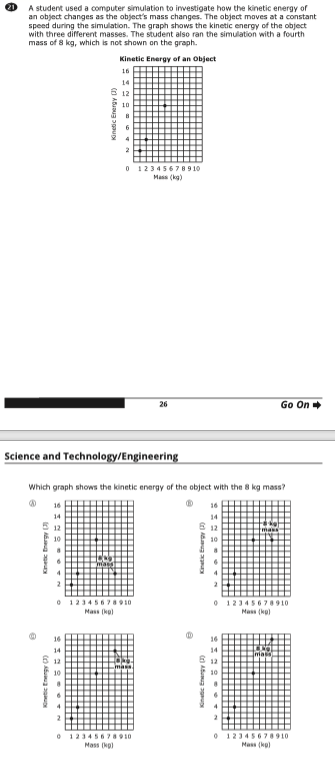 21 A student used a computer simulation to investigate how the kinetic energy of
an object changes as the object's mass changes. The object moves at a constant
speed during the simulation. The graph shows the kinetic energy of the object
with three different masses. The student also ran the simulation with a fourth
mass of 8 kg, which is not shown on the graph.
Kinetic Energy of an Object
Kinetic Energy (J)
16
14
12
10
8
6
4
2
0 1 2 3 4 5 6 7 8 9 10
Mass (kg)
26
Go On
Science and Technology/Engineering
Which graph shows the kinetic energy of the object with the 8 kg mass?
A
Kinetic Energy (J)
16
14
12
10
8
6
4
2
8 kg
mass
0 1 2 3 4 5 6 7 8 9 10
Mass (kg)
B
Kinetic Energy (J)
16
14
12
10
8
6
4
2
8 kg
mass
0 1 2 3 4 5 6 7 8 9 10
Mass (kg)
C
Kinetic Energy (J)
16
14
12
10
8
6
4
2
8 kg
mass
0 1 2 3 4 5 6 7 8 9 10
Mass (kg)
D
Kinetic Energy (J)
16
14
12
10
8
6
4
2
8 kg
mass
0 1 2 3 4 5 6 7 8 9 10
Mass (kg)